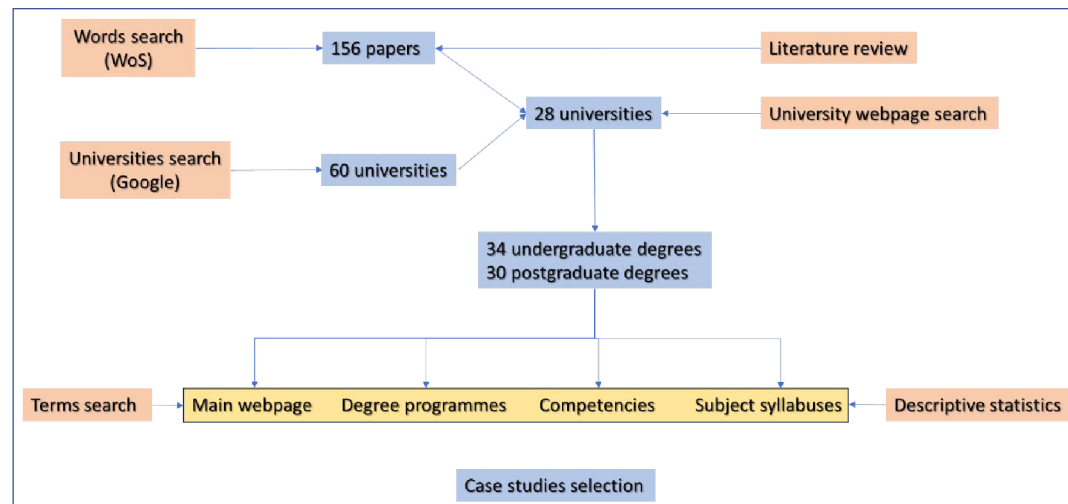 Words search
(WoS)
156 papers
Literature review
28 universities
University webpage search
Universities search
(Google)
60 universities
34 undergraduate degrees
30 postgraduate degrees
Terms search
Main webpage
Degree programmes
Competencies
Subject syllabuses
Descriptive statistics
Case studies selection